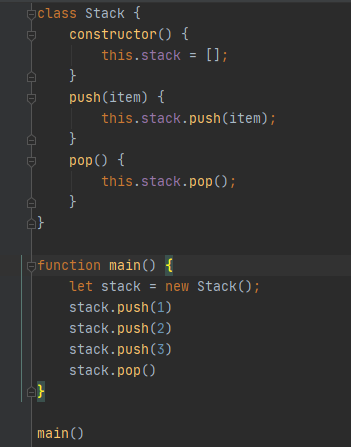 class Stack {
    constructor() {
        this.stack = [];
    }
    push(item) {
        this.stack.push(item);
    }
    pop() {
        this.stack.pop();
    }
}

function main() {
    let stack = new Stack();
    stack.push(1)
    stack.push(2)
    stack.push(3)
    stack.pop()
}

main()